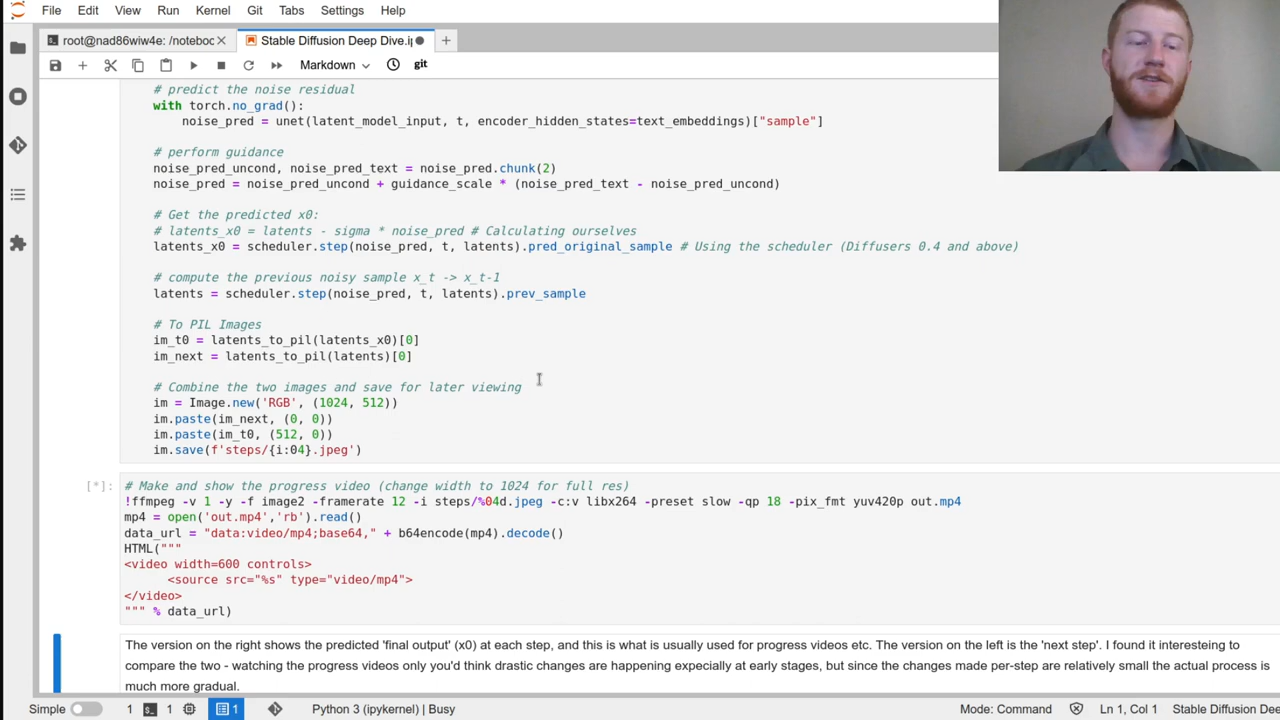 File Edit View Run Kernel Git Tabs Settings Help
root@nad86wiw4e: /noteboc × Stable Diffusion Deep Dive.i
Markdown git
# predict the noise residual
with torch.no_grad():
noise_pred = unet(latent_model_input, t, encoder_hidden_states=text_embeddings)["sample"]
# perform guidance
noise_pred_uncond, noise_pred_text = noise_pred.chunk(2)
noise_pred = noise_pred_uncond + guidance_scale * (noise_pred_text - noise_pred_uncond)
# Get the predicted x0:
# latents_x0 = latents - sigma * noise_pred # Calculating ourselves
latents_x0 = scheduler.step(noise_pred, t, latents).pred_original_sample # Using the scheduler (Diffusers 0.4 and above)
# compute the previous noisy sample x_t -> x_t-1
latents = scheduler.step(noise_pred, t, latents).prev_sample
# To PIL Images
im_t0 = latents_to_pil(latents_x0)[0]
im_next = latents_to_pil(latents)[0]
# Combine the two images and save for later viewing
im = Image.new('RGB', (1024, 512))
im.paste(im_next, (0, 0))
im.paste(im_t0, (512, 0))
im.save(f'steps/{i:04}.jpeg')
[*]: # Make and show the progress video (change width to 1024 for full res)
!ffmpeg -v 1 -y -f image2 -framerate 12 -i steps/%04d.jpeg -c:v libx264 -preset slow -qp 18 -pix_fmt yuv420p out.mp4
mp4 = open('out.mp4','rb').read()
data_url = "data:video/mp4;base64," + b64encode(mp4).decode()
HTML("""
<video width=600 controls>
<source src="%s" type="video/mp4">
</video>
""" % data_url)
The version on the right shows the predicted 'final output' (x0) at each step, and this is what is usually used for progress videos etc. The version on the left is the 'next step'. I found it interesteing to
compare the two - watching the progress videos only you'd think drastic changes are happening expecially at early stages, but since the changes made per-step are relatively small the actual process is
much more gradual.
Simple 1 1 1 Python 3 (ipykernel) | Busy Mode: Command Ln 1, Col 1 Stable Diffusion Dee